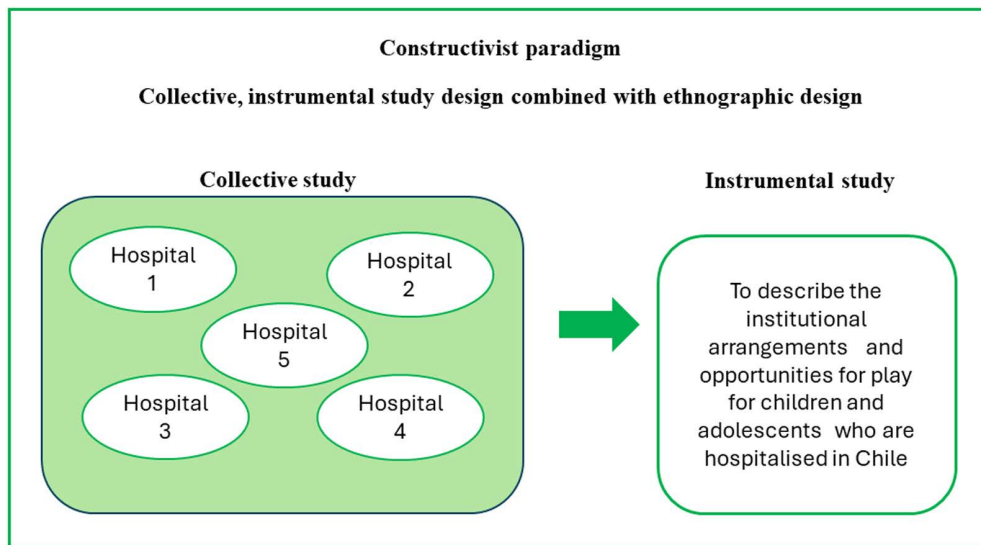 Constructivist paradigm
Collective, instrumental study design combined with ethnographic design
Collective study
Hospital
1
Hospital
2
Hospital
5
Hospital
3
Hospital
4
Instrumental study
To describe the
institutional
arrangements and
opportunities for play
for children and
adolescents who are
hospitalised in Chile